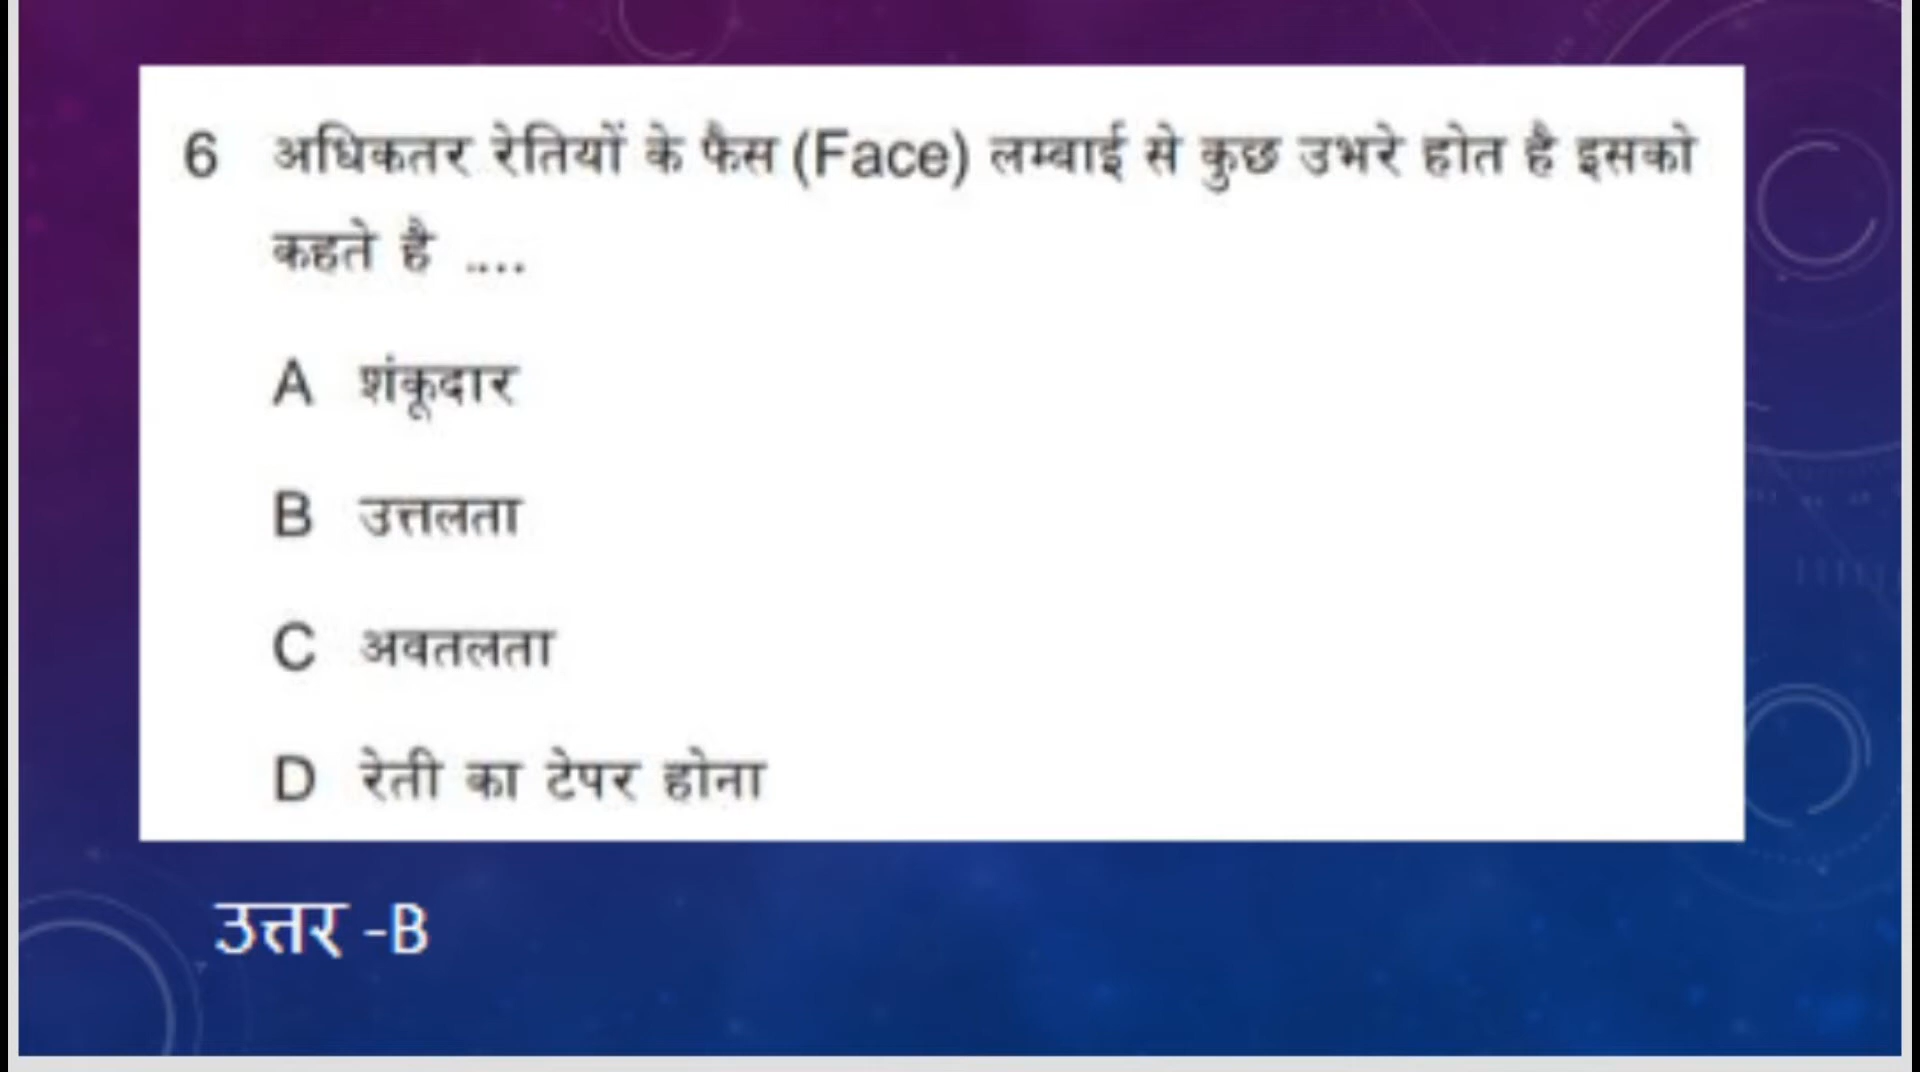 6 अधिकतर रेतियों के फैस (Face) लम्बाई से कुछ उभरे होत है इसको
कहते है ....
A शंकूदार
B उत्तलता
C अवतलता
D रेती का टेपर होना
उत्तर -B